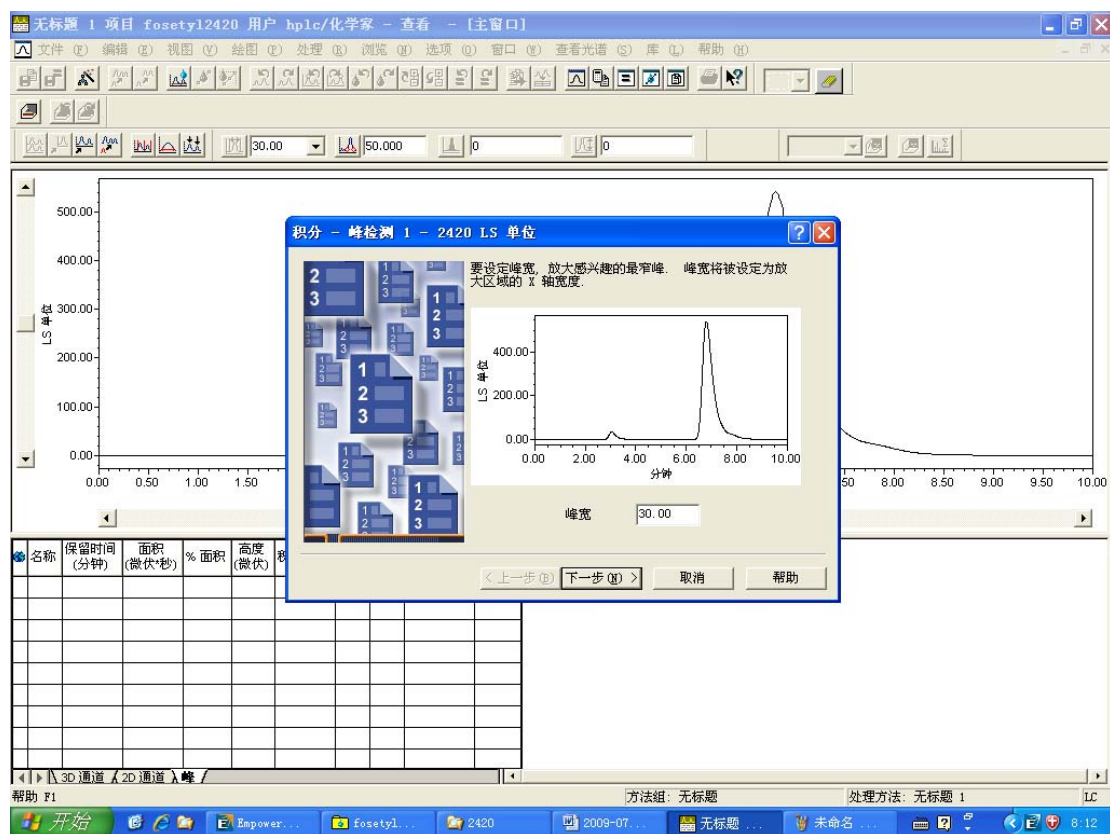 无标题 1 项目 fosetyl2420 用户 hplc/化学家 - 查看 - [主窗口]
文件 (F) 编辑 (E) 视图 (V) 绘图 (P) 处理 (R) 浏览 (N) 选项 (O) 窗口 (W) 查看光谱 (S) 库 (L) 帮助 (H)
30.00 50.000 0 0
500.00
400.00
300.00
200.00
100.00
0.00
LS 单位
0.00 0.50 1.00 1.50
50 8.00 8.50 9.00 9.50 10.00
积分 - 峰检测 1 - 2420 LS 单位
要设定峰宽, 放大感兴趣的最窄峰. 峰宽将被设定为放
大区域的 X 轴宽度.
400.00
200.00
0.00
LS 单位
0.00 2.00 4.00 6.00 8.00 10.00
分钟
峰宽 30.00
< 上一步 (B) 下一步 (N) > 取消 帮助
名称 保留时间 (分钟) 面积 (微伏*秒) % 面积 高度 (微伏)
3D 通道 2D 通道 峰
帮助 F1 方法组: 无标题 处理方法: 无标题 1 LC
开始 Empower... fosetyl... 2420 2009-07... 无标题 ... 未命名 ... 8:12